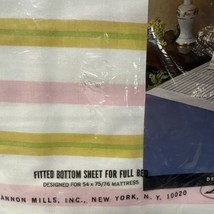 FITTED BOTTOM SHEET FOR FULL BED
DESIGNED FOR 54 x 75/76 MATTRESS
ANNON MILLS, INC., NEW YORK, N. Y. 10020